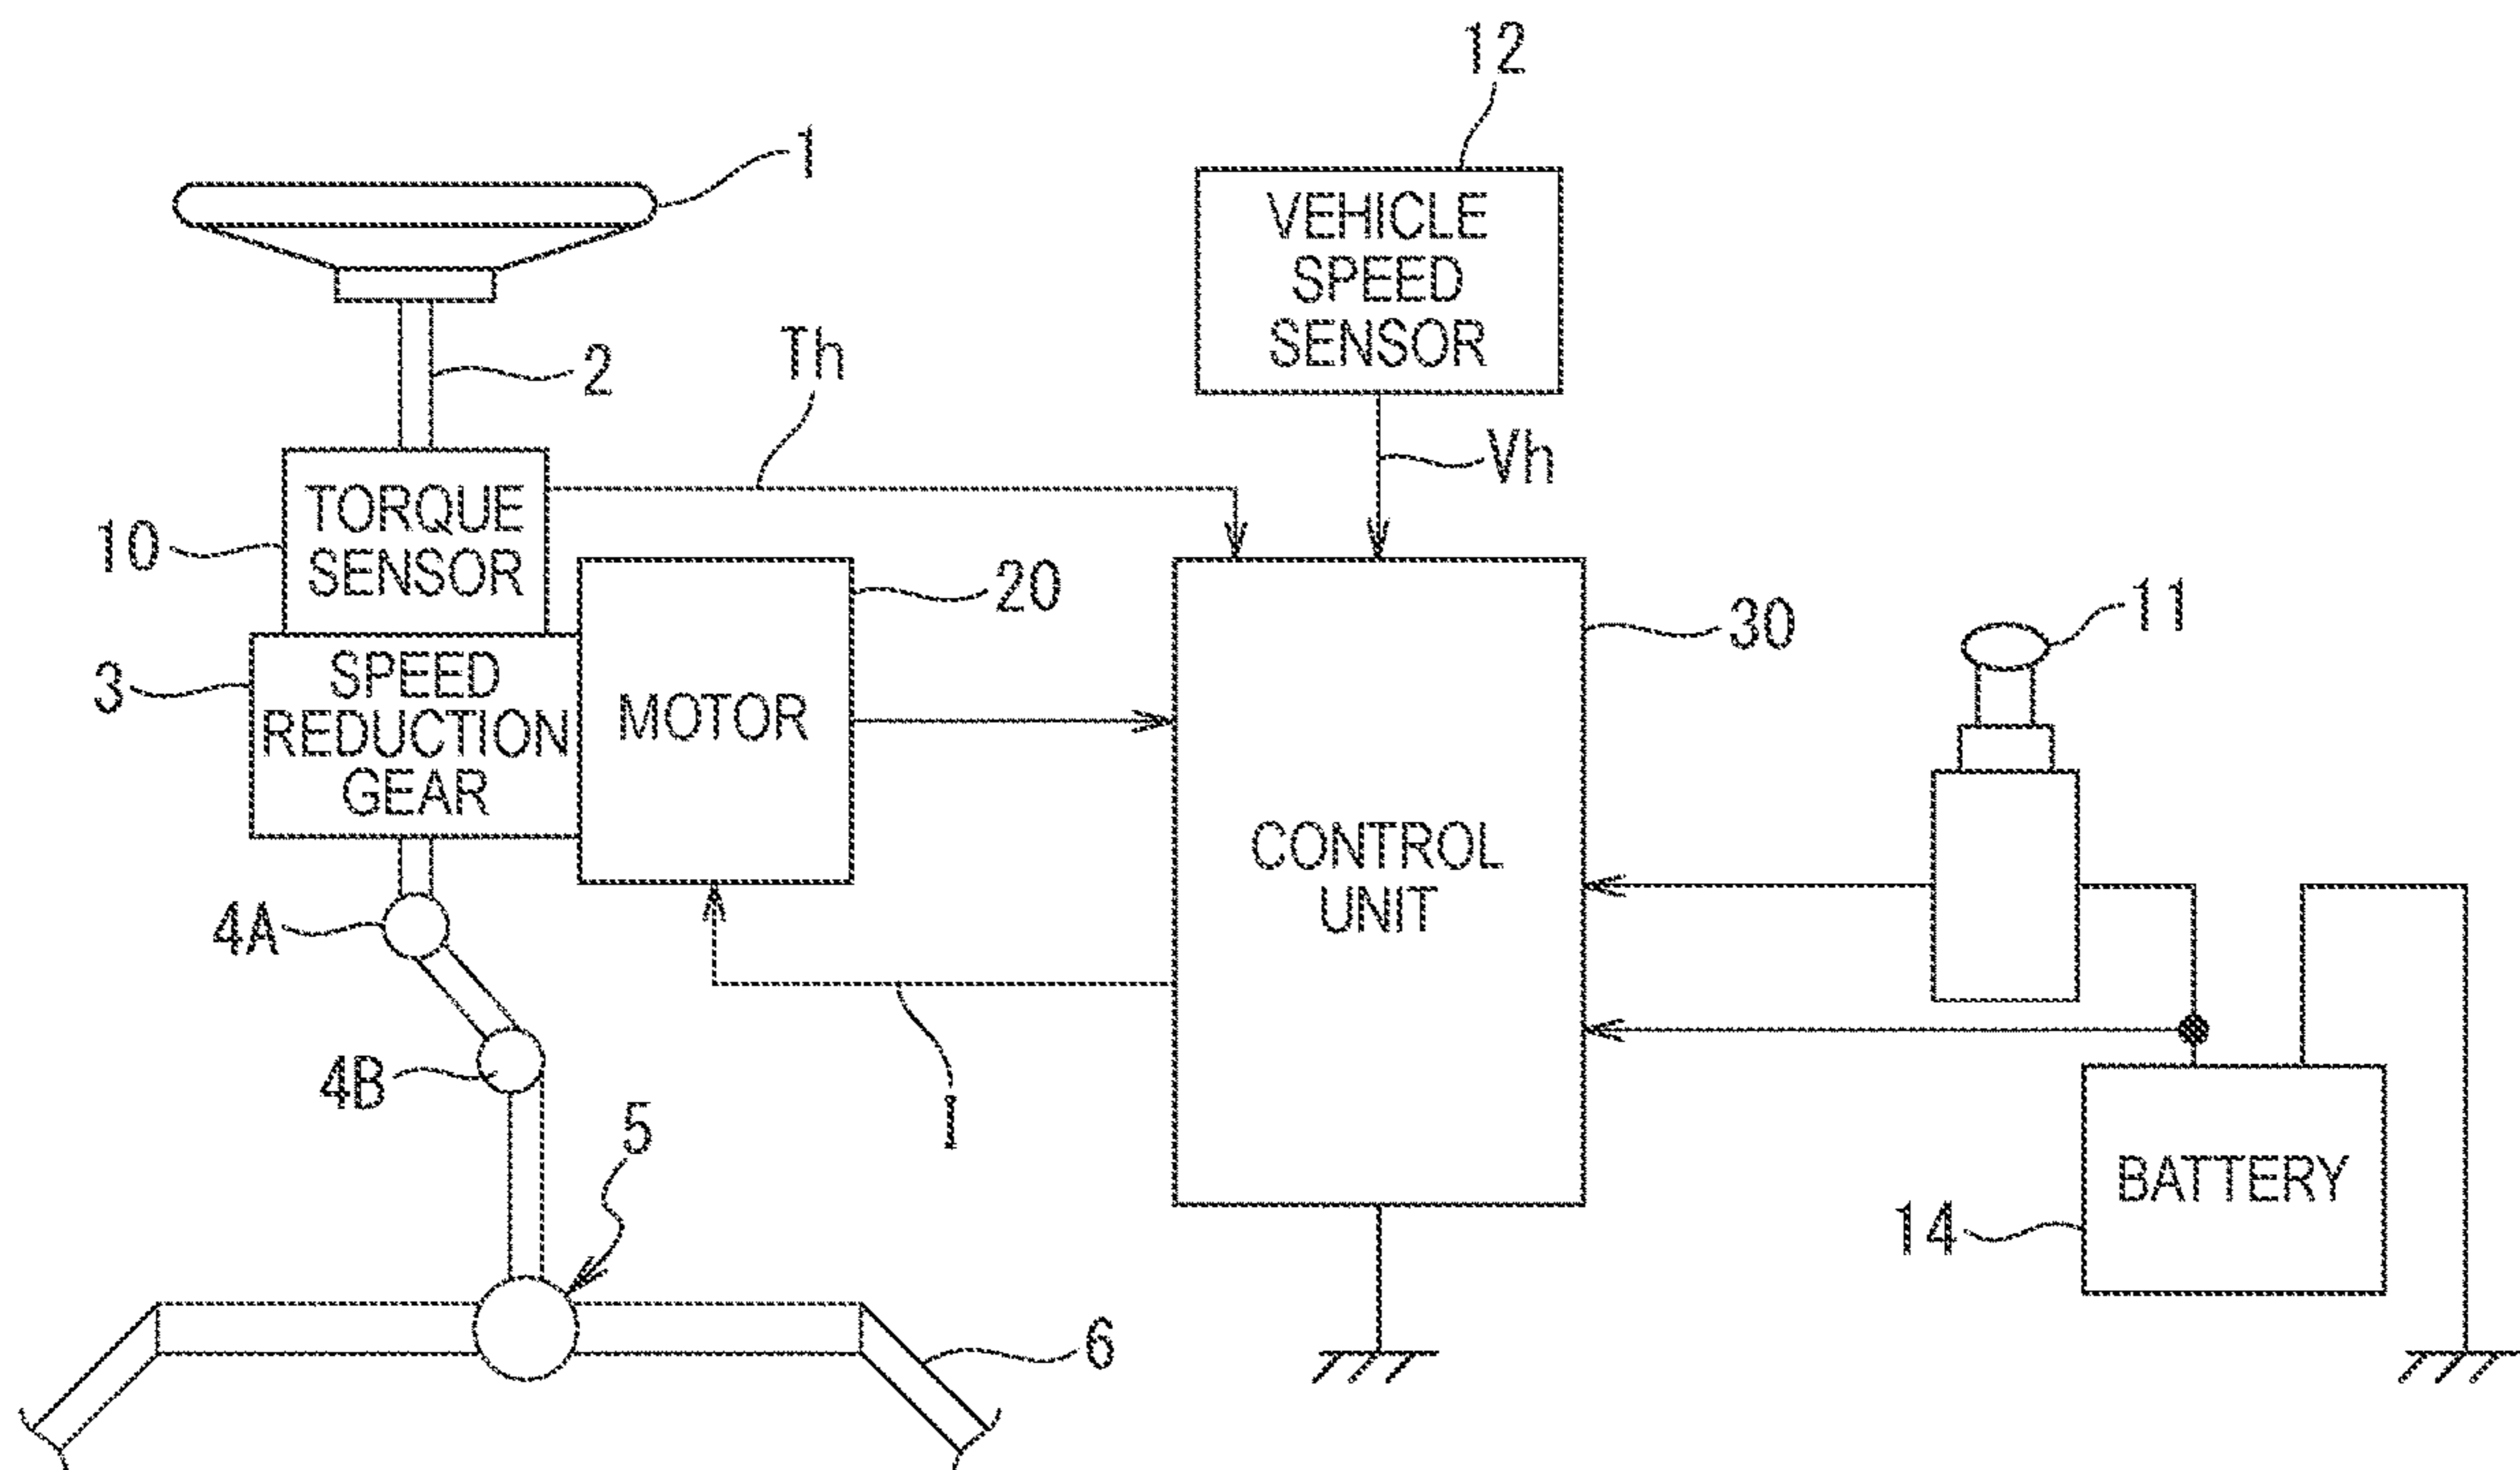 12
1
VEHICLE
SPEED
SENSOR
Th
2
Vh
TORQUE
SENSOR
10
20
11
30
3
SPEED
REDUCTION
GEAR
MOTOR
CONTROL
UNIT
4A
4B
I
5
BATTERY
14
6